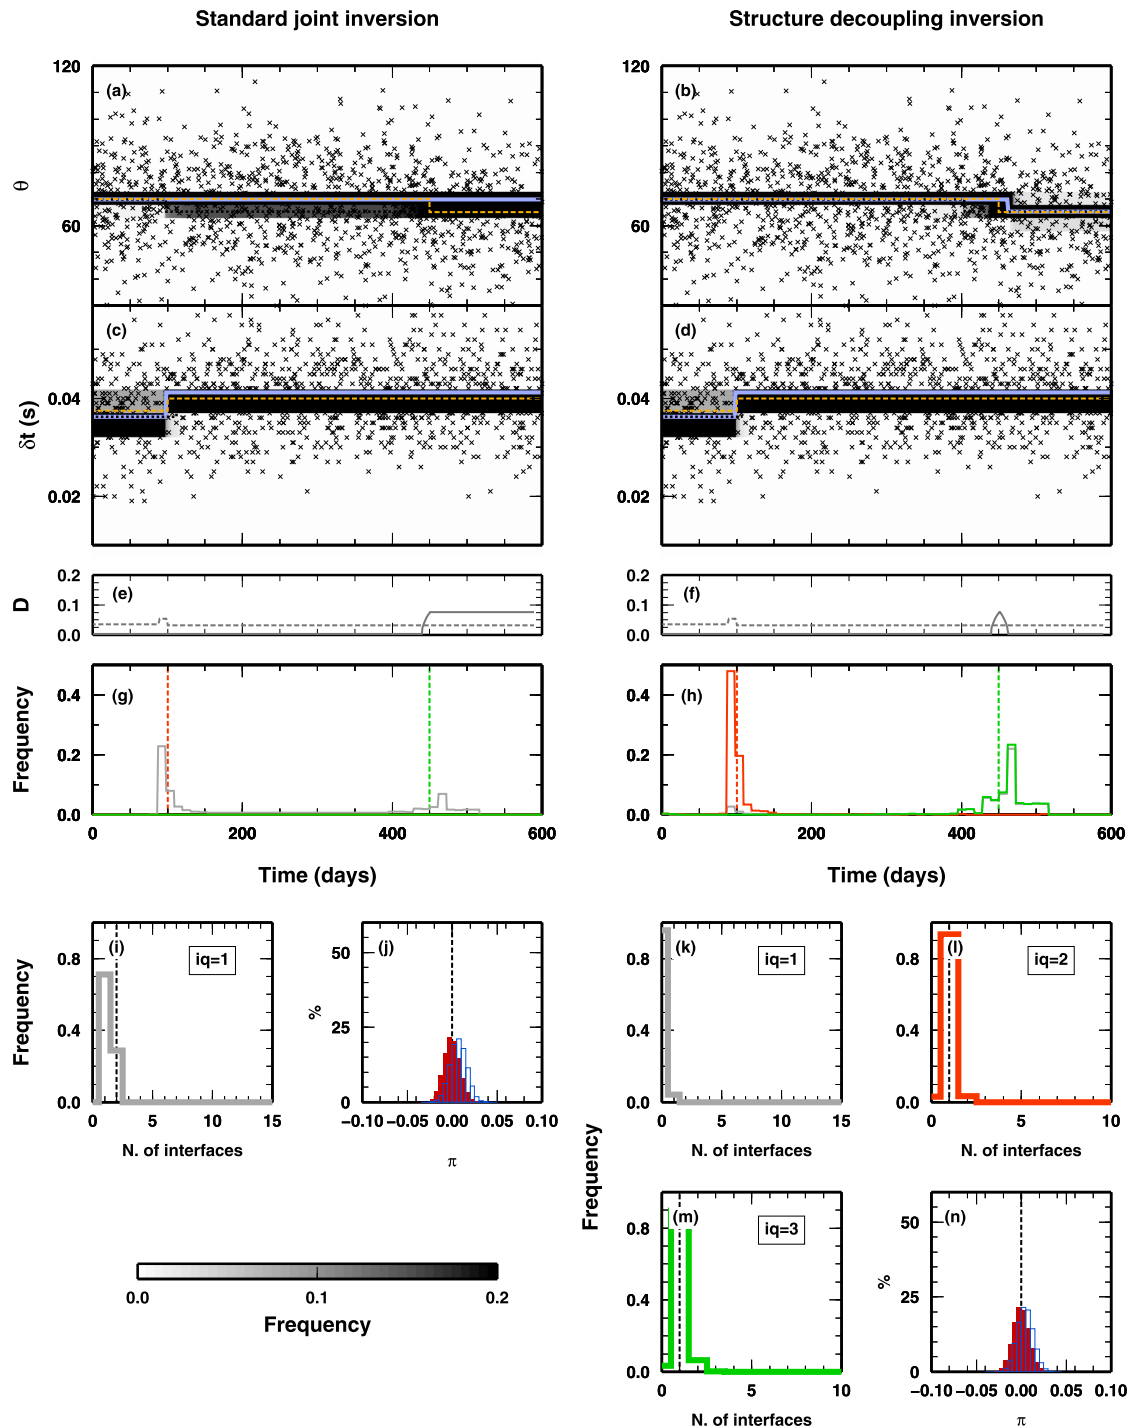 Standard joint inversion
Structure decoupling inversion
120
(a)
θ
60
120
(b)
60
(c)
δt (s)
0.04
0.02
(d)
0.04
0.02
0.2
(e)
D
0.1
0.0
0.2
(f)
0.1
0.0
(g)
Frequency
0.4
0.2
0.0
0 200 400 600
Time (days)
(h)
0.4
0.2
0.0
0 200 400 600
Time (days)
(i)
iq=1
Frequency
0.8
0.4
0.0
0 5 10 15
N. of interfaces
(j)
%
50
25
0
−0.10 −0.05 0.00 0.05 0.10
π
(k)
iq=1
0.8
0.4
0.0
0 5 10 15
N. of interfaces
(l)
iq=2
0.8
0.4
0.0
0 5 10
N. of interfaces
Frequency
(m)
iq=3
0.8
0.4
0.0
0 5 10
N. of interfaces
(n)
%
50
25
0
−0.10 −0.05 0.00 0.05 0.10
π
0.0 0.1 0.2
Frequency